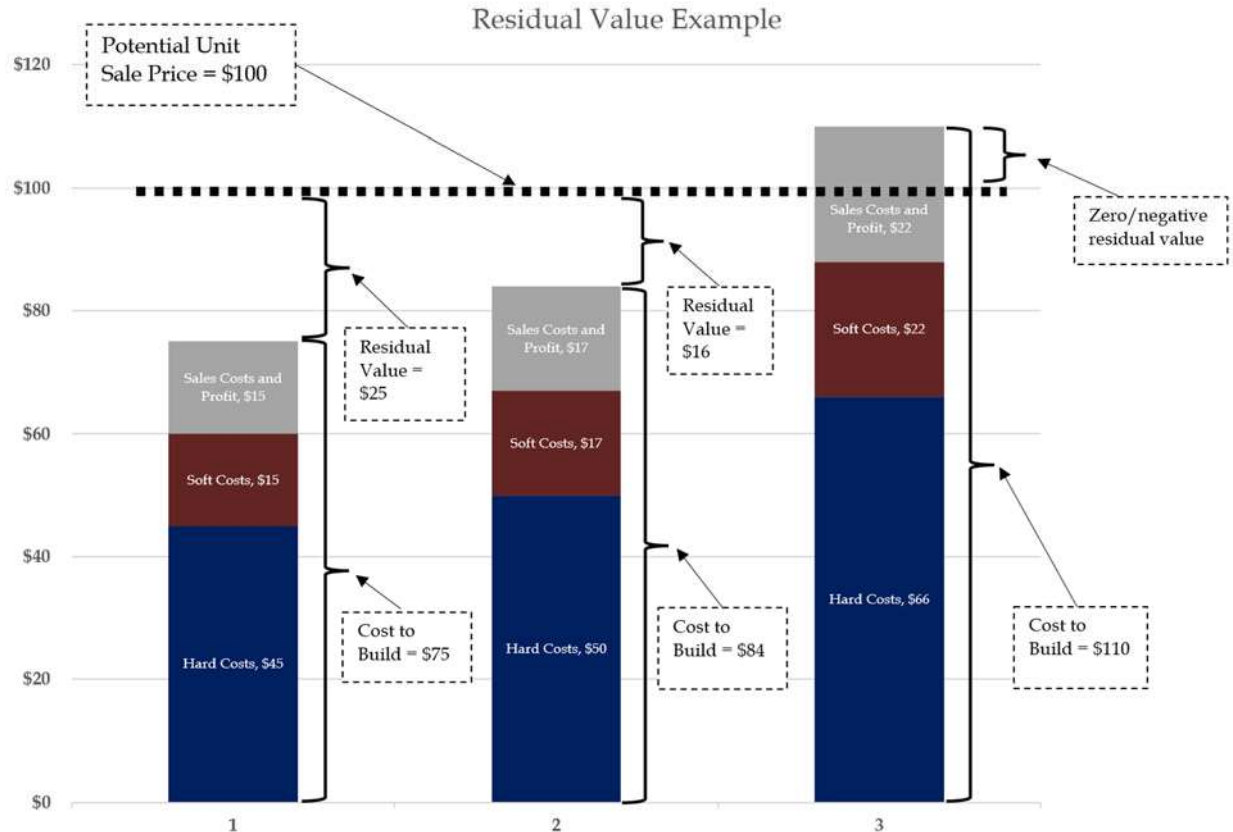 Residual Value Example
Potential Unit
Sale Price = $100
$120
$100
$80
$60
$40
$20
$0
Sales Costs and
Profit, $15
Soft Costs, $15
Hard Costs, $45
Residual
Value =
$25
Cost to
Build = $75
Sales Costs and
Profit, $17
Soft Costs, $17
Hard Costs, $50
Residual
Value =
$16
Cost to
Build = $84
Sales Costs and
Profit, $22
Soft Costs, $22
Hard Costs, $66
Zero/negative
residual value
Cost to
Build = $110
1
2
3